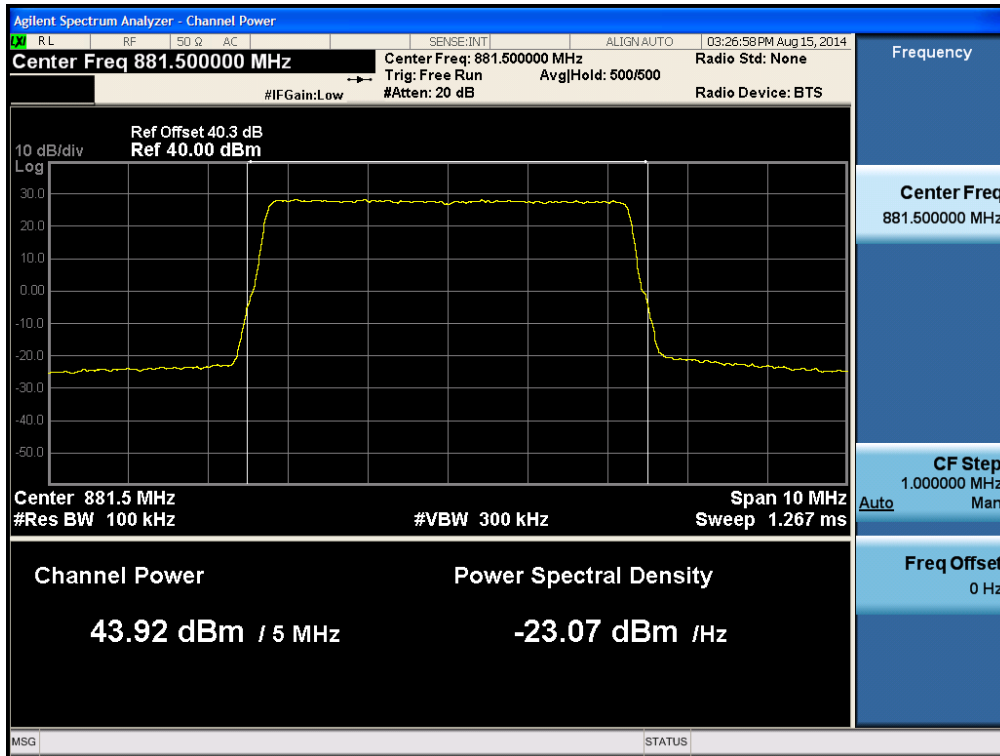 Agilent Spectrum Analyzer - Channel Power
LXI RL RF 50 Ω AC SENSE:INT ALIGN AUTO 03:26:58 PM Aug 15, 2014
Center Freq 881.500000 MHz
Center Freq: 881.500000 MHz Radio Std: None
Trig: Free Run Avg|Hold: 500/500
#IFGain:Low #Atten: 20 dB Radio Device: BTS
Ref Offset 40.3 dB
10 dB/div Ref 40.00 dBm
Log
30.0
20.0
10.0
0.00
-10.0
-20.0
-30.0
-40.0
-50.0
Center 881.5 MHz Span 10 MHz
#Res BW 100 kHz #VBW 300 kHz Sweep 1.267 ms
Channel Power Power Spectral Density
43.92 dBm / 5 MHz -23.07 dBm /Hz
MSG STATUS
Frequency
Center Freq
881.500000 MHz
CF Step
1.000000 MHz
Auto Man
Freq Offset
0 Hz